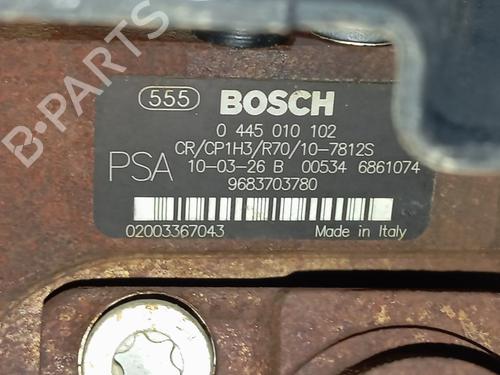 555 BOSCH
0 445 010 102
CR/CP1H3/R70/10-7812S
PSA 10-03-26 B 00534 6861074
9683703780
02003367043 Made in Italy